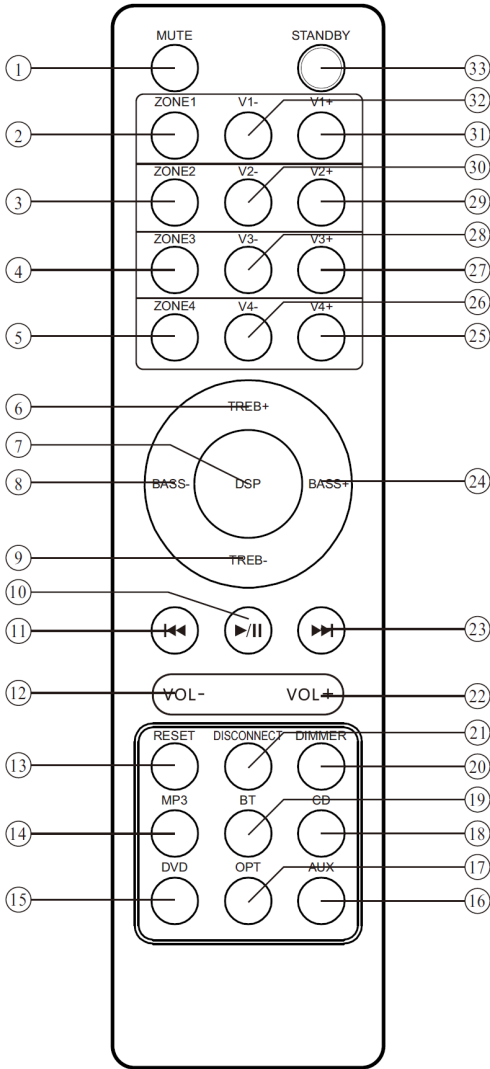 MUTE STANDBY
1 33
ZONE1 V1- V1+
32
2 31
ZONE2 V2- V2+
30
3 29
ZONE3 V3- V3+
28
4 27
ZONE4 V4- V4+
26
5 25
6 TREB+
7
8 BASS- DSP BASS+ 24
9 TREB-
10
11 ⏮ ▶/⏸ ⏭ 23
12 VOL- VOL+ 22
RESET DISCONNECT DIMMER 21
13 20
MP3 BT CD 19
14 18
DVD OPT AUX 17
15 16